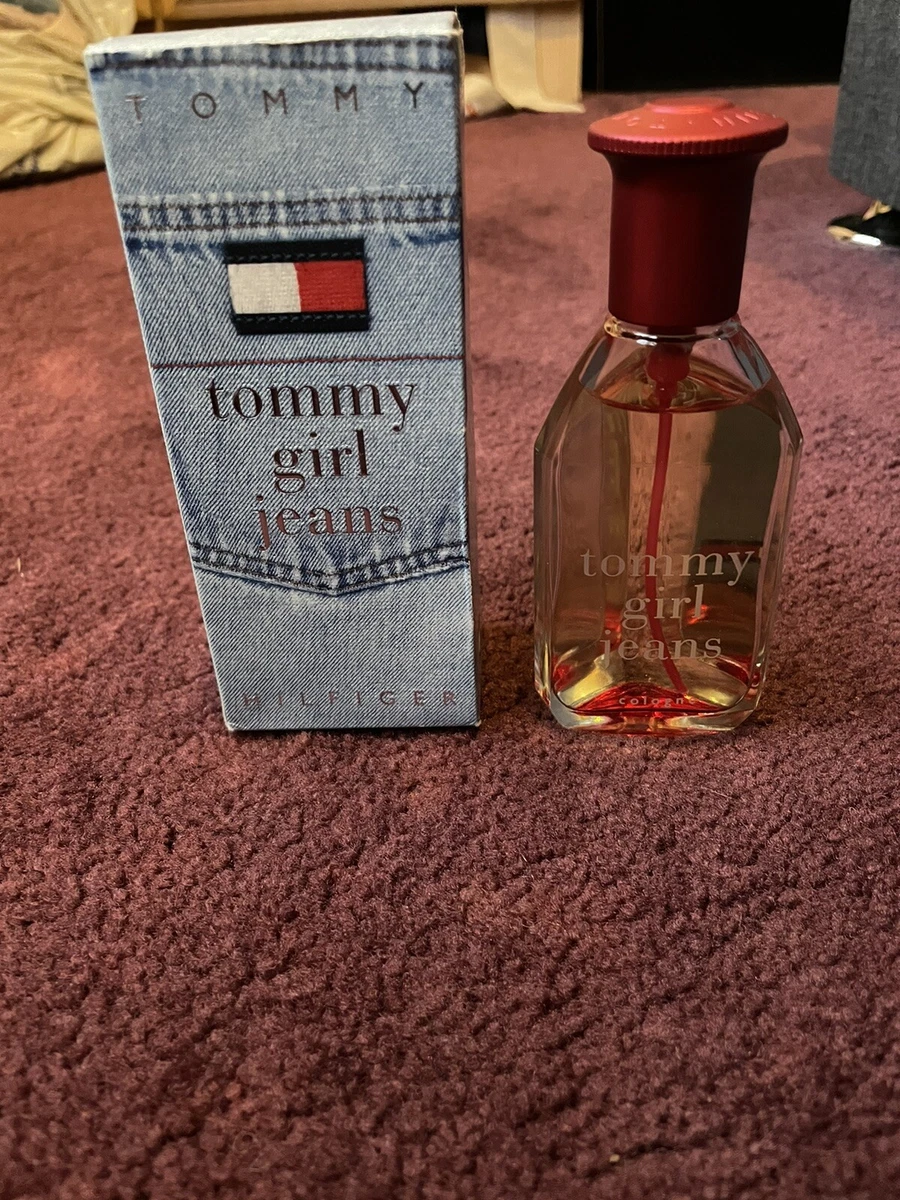 TOMMY
tommy
girl
jeans
HILFIGER
tommy
girl
jeans
cologne